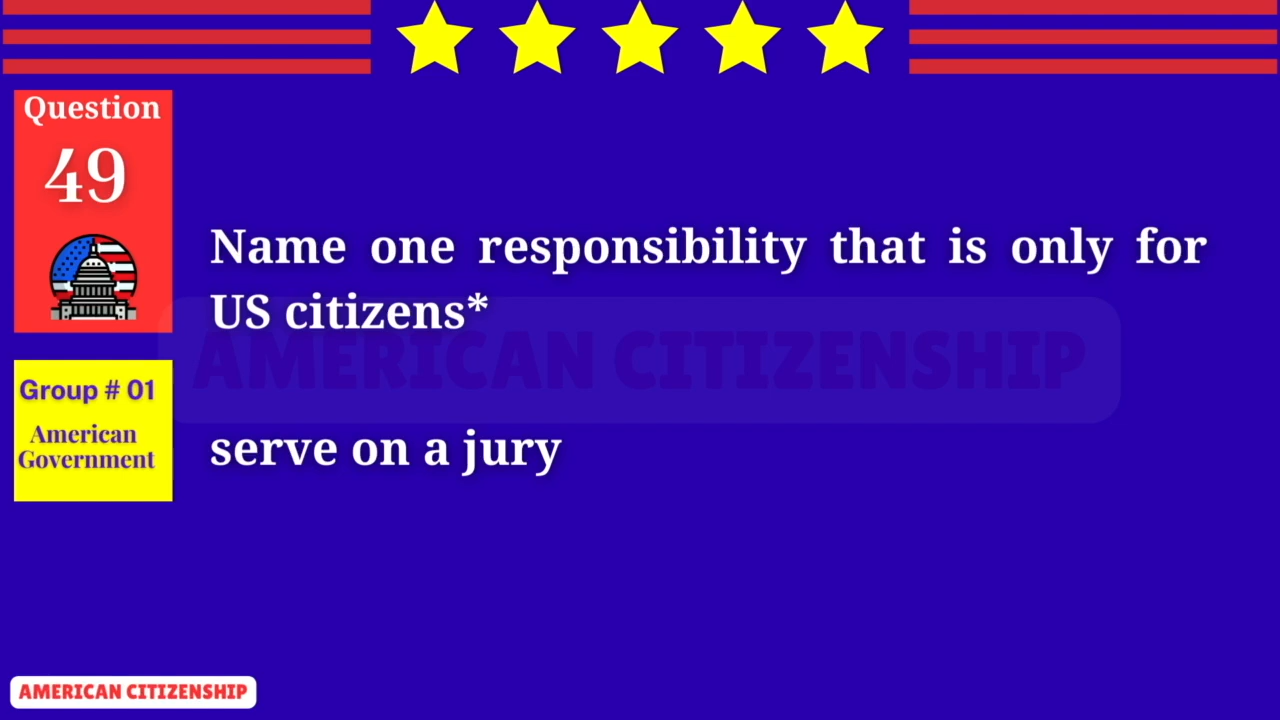 Question
49
Name one responsibility that is only for
US citizens*
AMERICAN CITIZENSHIP
Group # 01
American
Government
serve on a jury
AMERICAN CITIZENSHIP